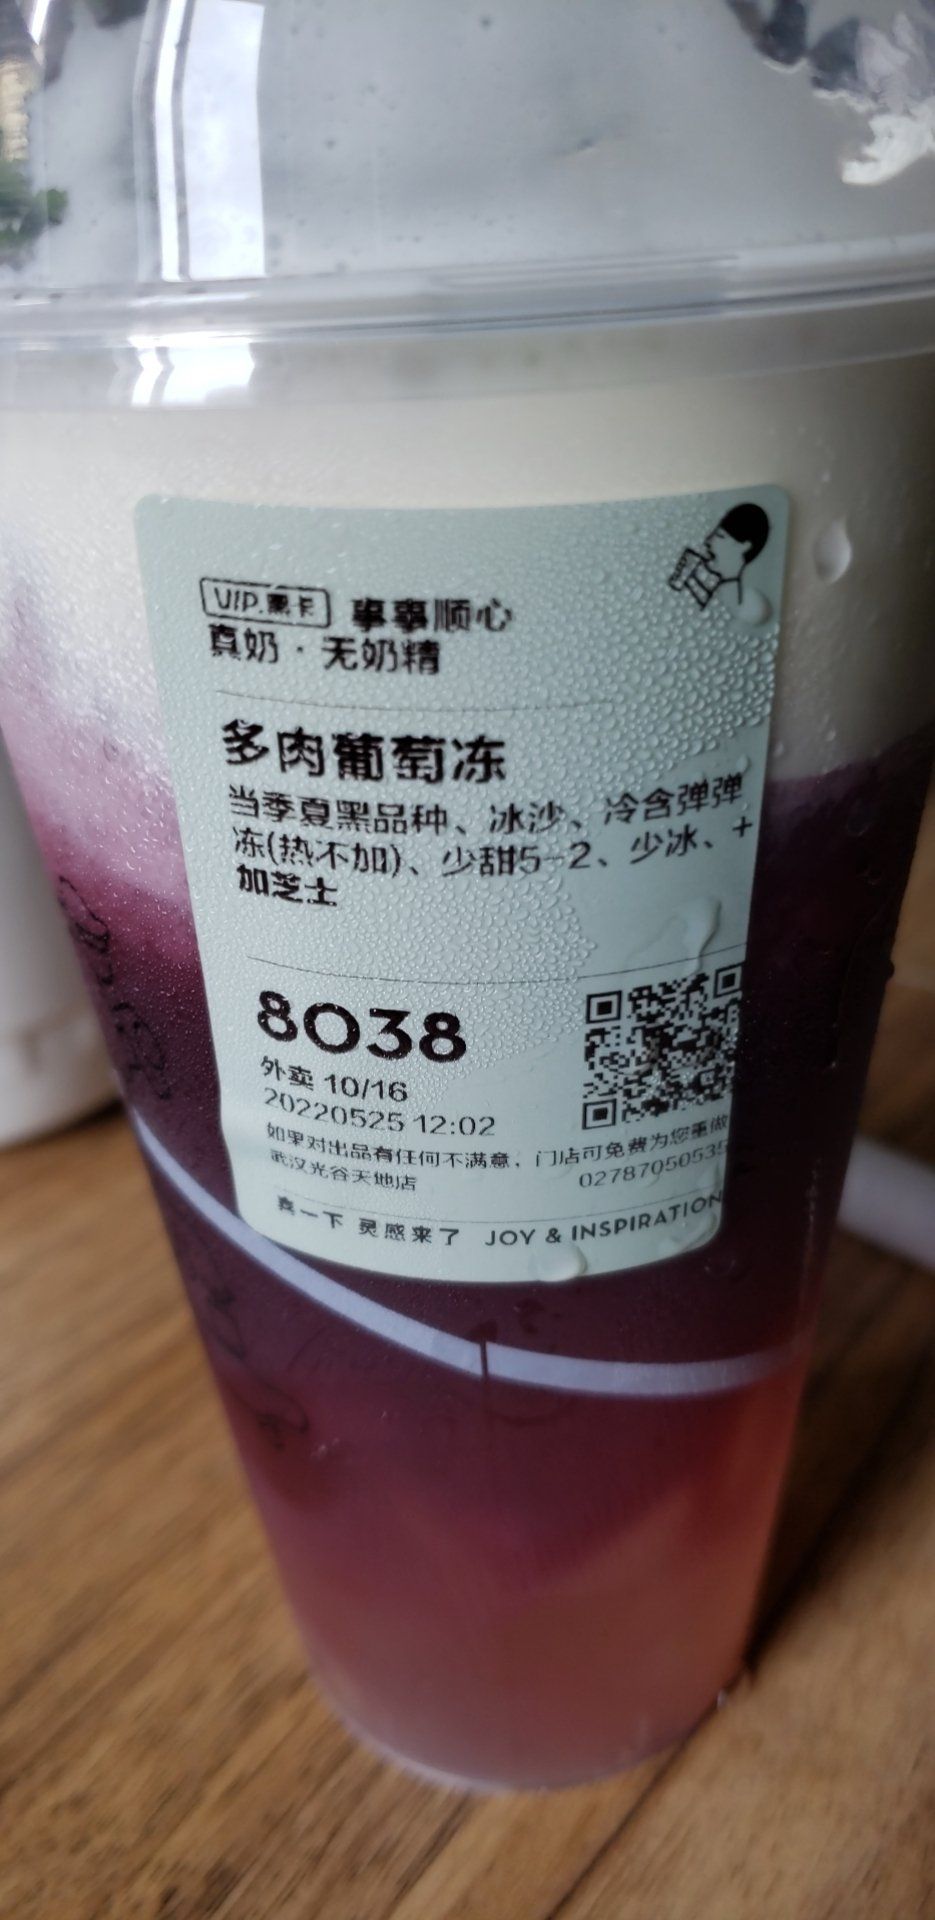 VIP.黑卡 事事顺心
真奶·无奶精
多肉葡萄冻
当季夏黑品种、冰沙、冷含弹弹
冻(热不加)、少甜5-2、少冰、+
加芝士
8038
外卖 10/16
20220525 12:02
如果对出品有任何不满意，门店可免费为您重做
武汉光谷天地店 02787050535
喜一下 灵感来了 JOY & INSPIRATION